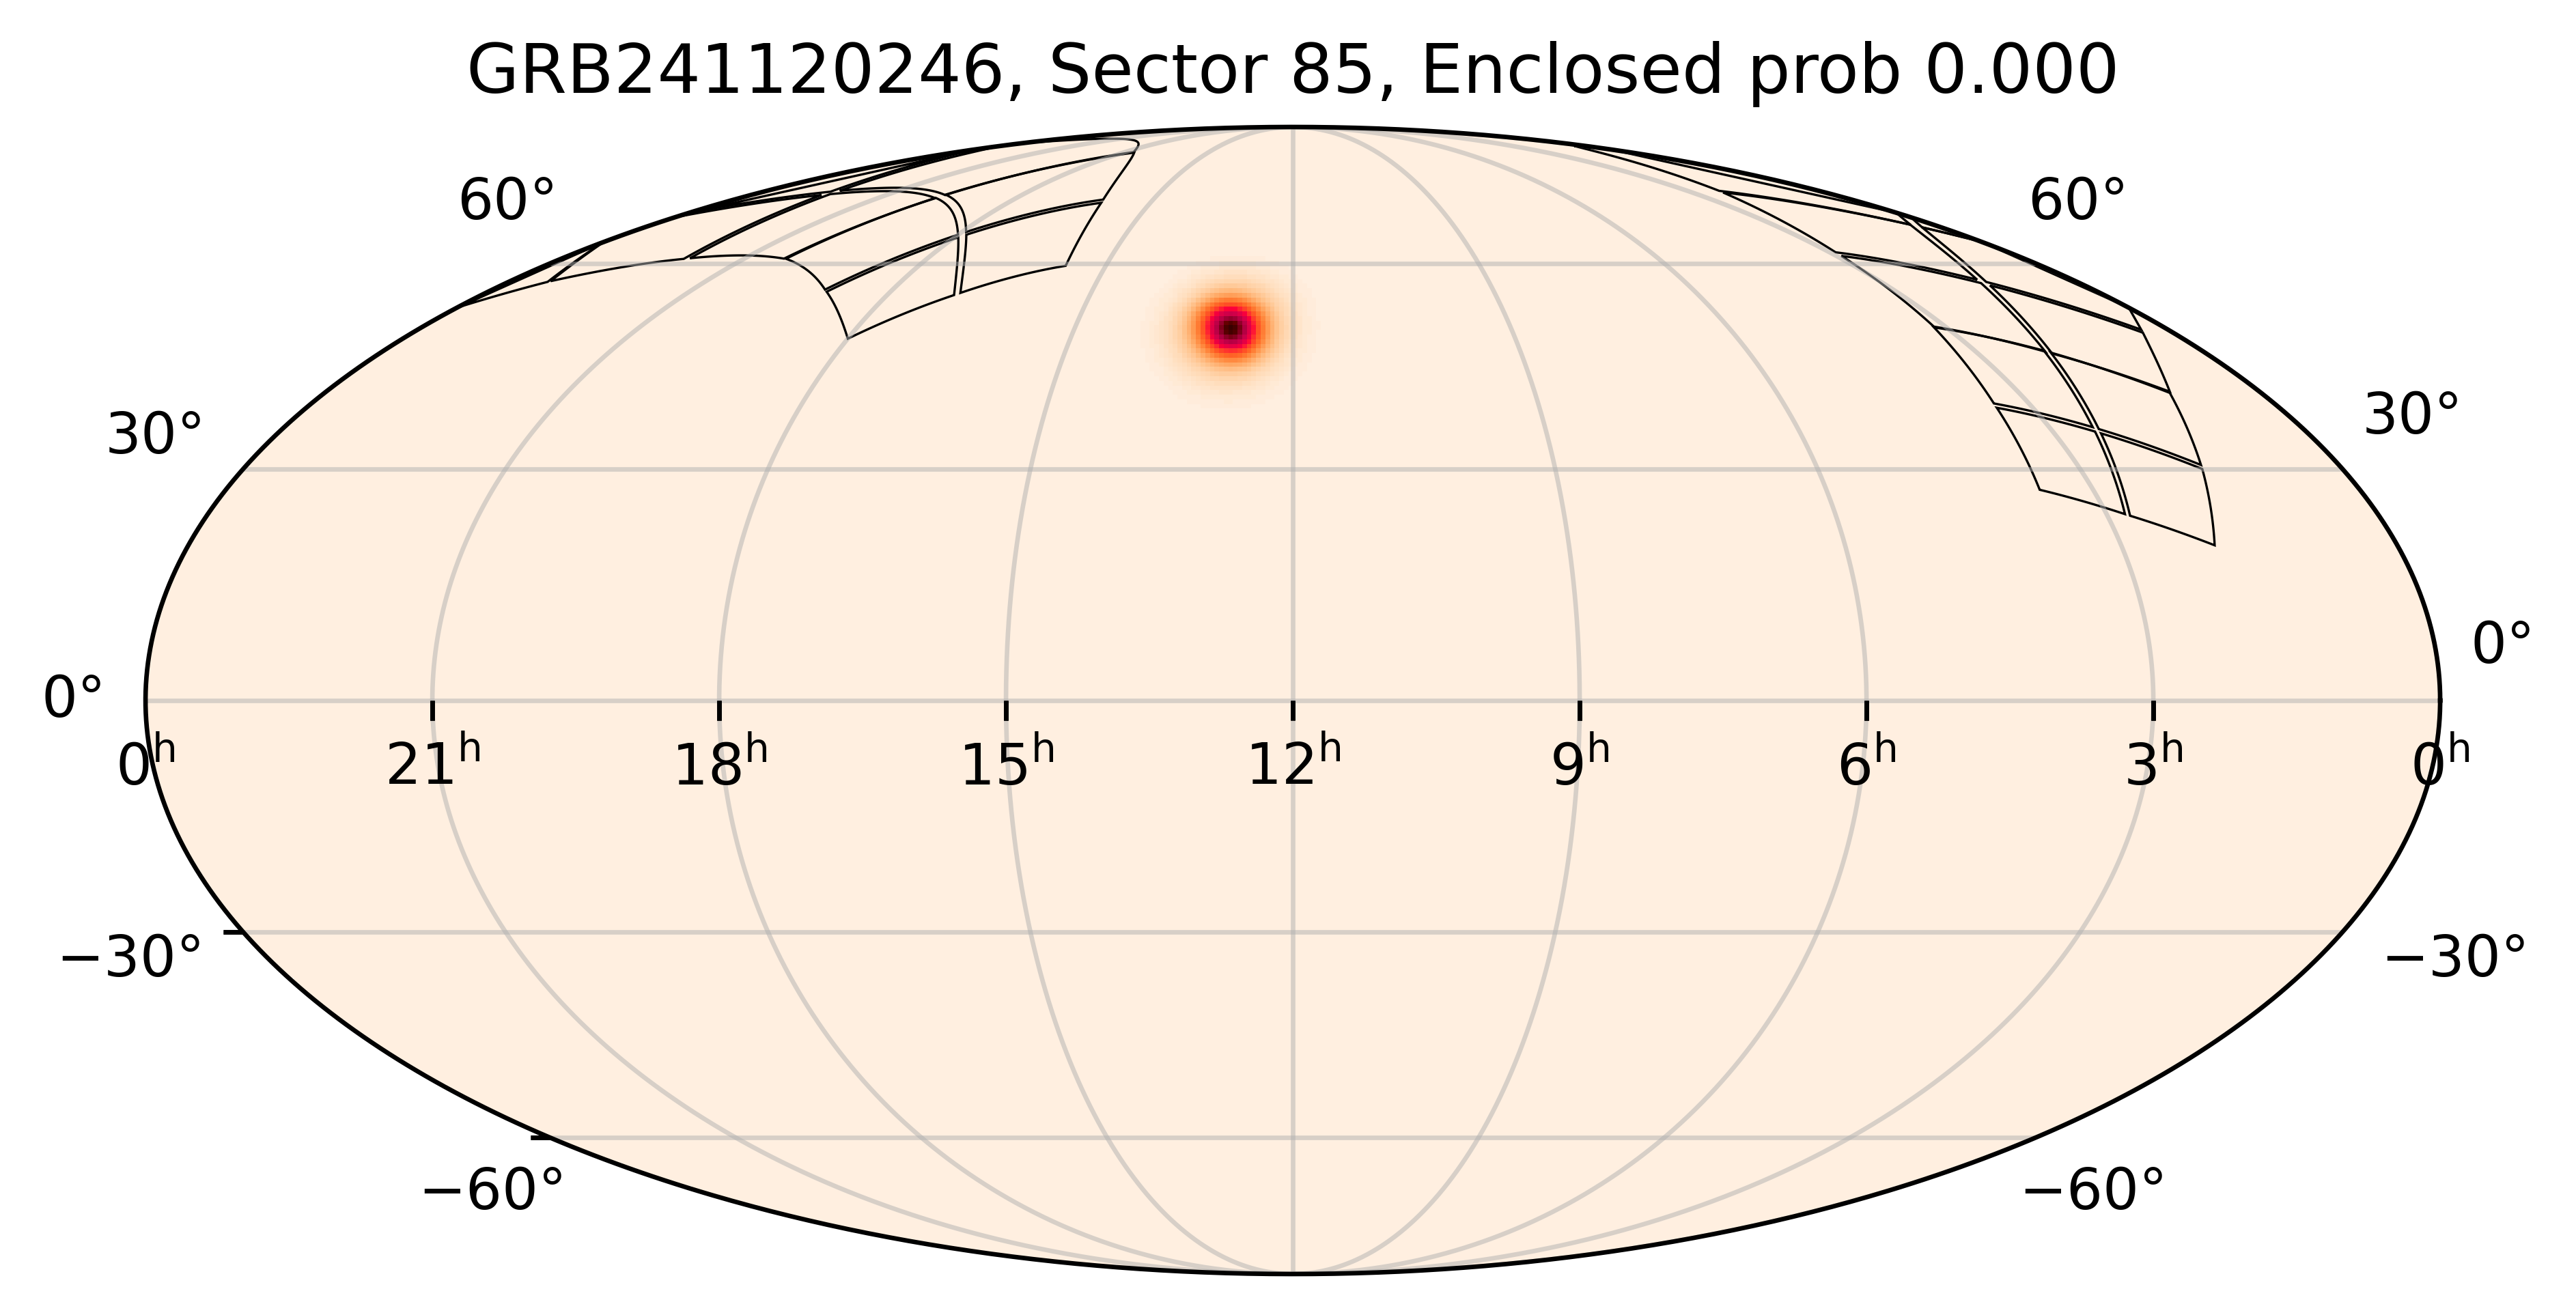 GRB241120246, Sector 85, Enclosed prob 0.000
60° 60°
30° 30°
0° 0°
0h 21h 18h 15h 12h 9h 6h 3h 0h
−30° −30°
−60° −60°